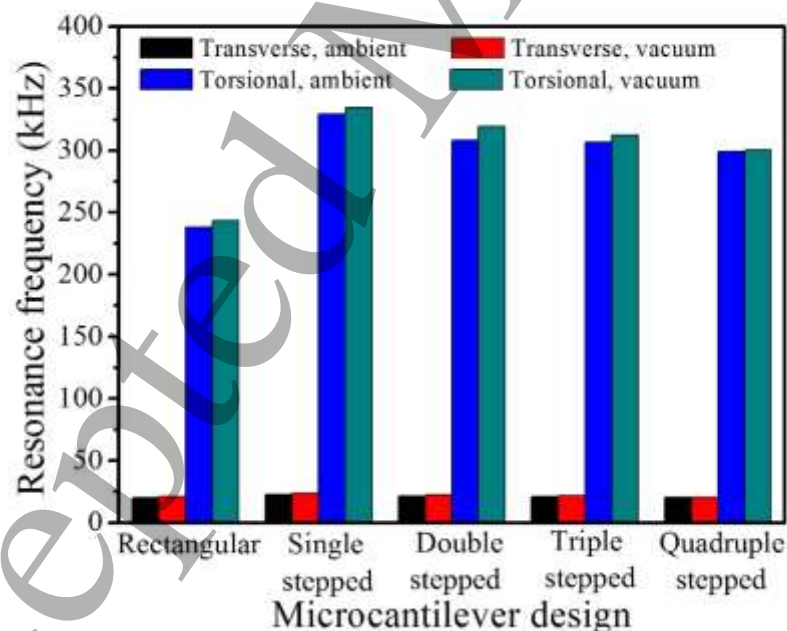 400
350
300
250
200
150
100
50
0
Resonance frequency (kHz)
Transverse, ambient
Transverse, vacuum
Torsional, ambient
Torsional, vacuum
Rectangular
Single
stepped
Double
stepped
Triple
stepped
Quadruple
stepped
Microcantilever design
epted M